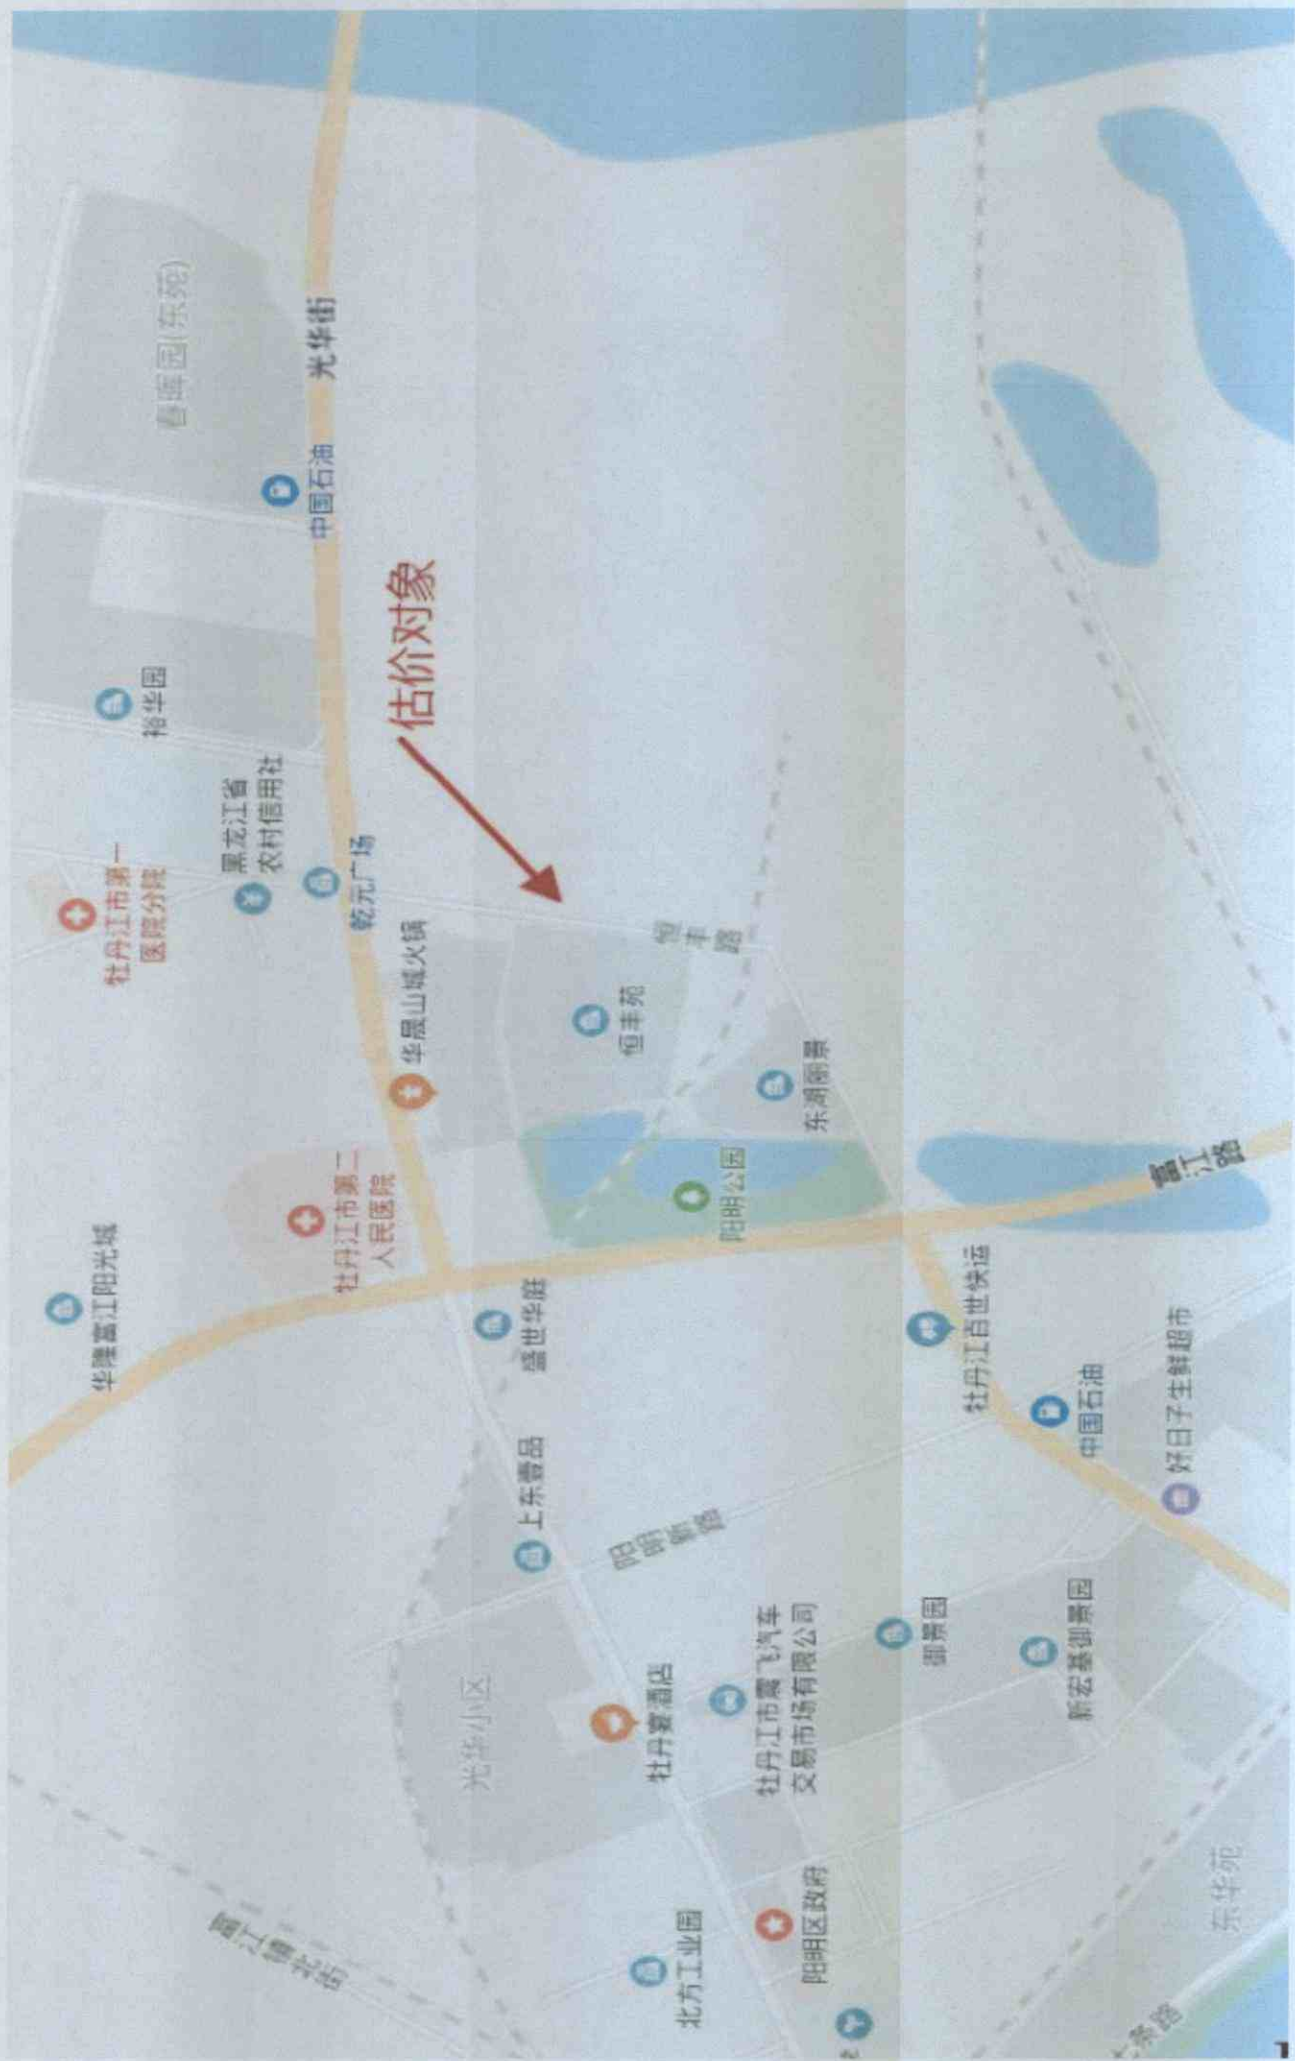 华隆富江阳光城
牡丹江市第一
医院分院
裕华园
春晖园(东苑)
富江镇北街
黑龙江省
农村信用社
中国石油
光华街
牡丹江市第二
人民医院
乾元广场
华晟山城火锅
估价对象
光华小区
上东壹品
盛世华庭
恒丰苑
北方工业园
牡丹宴酒店
阳明新路
阳明公园
恒丰路
阳明区政府
牡丹江市震飞汽车
交易市场有限公司
东湖丽景
御景园
牡丹江百世快运
新宏基御景园
中国石油
好日子生鲜超市
富江路
东华苑
条路